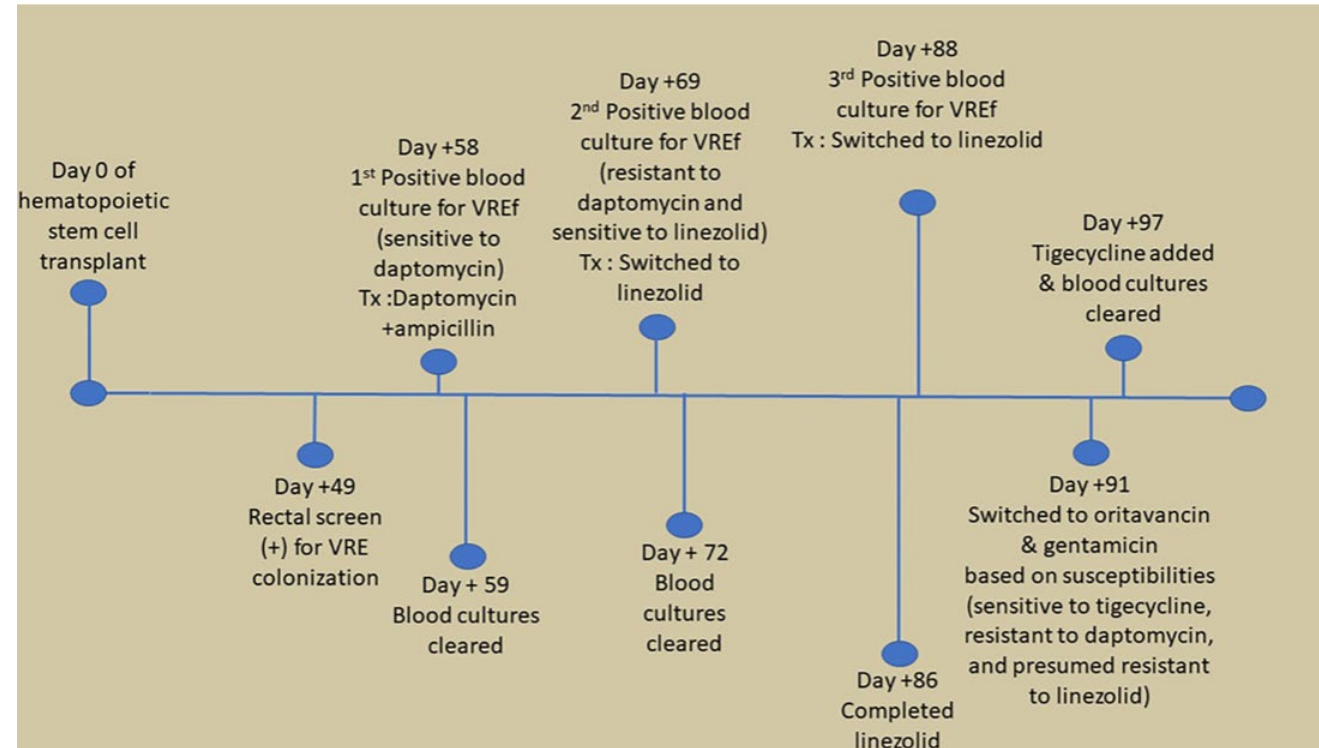 Day 0 of
hematopoietic
stem cell
transplant
Day +49
Rectal screen
(+) for VRE
colonization
Day +58
1st Positive blood
culture for VREf
(sensitive to
daptomycin)
Tx :Daptomycin
+ampicillin
Day + 59
Blood cultures
cleared
Day +69
2nd Positive blood
culture for VREf
(resistant to
daptomycin and
sensitive to linezolid)
Tx : Switched to
linezolid
Day + 72
Blood
cultures
cleared
Day +86
Completed
linezolid
Day +88
3rd Positive blood
culture for VREf
Tx : Switched to linezolid
Day +91
Switched to oritavancin
& gentamicin
based on susceptibilities
(sensitive to tigecycline,
resistant to daptomycin,
and presumed resistant
to linezolid)
Day +97
Tigecycline added
& blood cultures
cleared